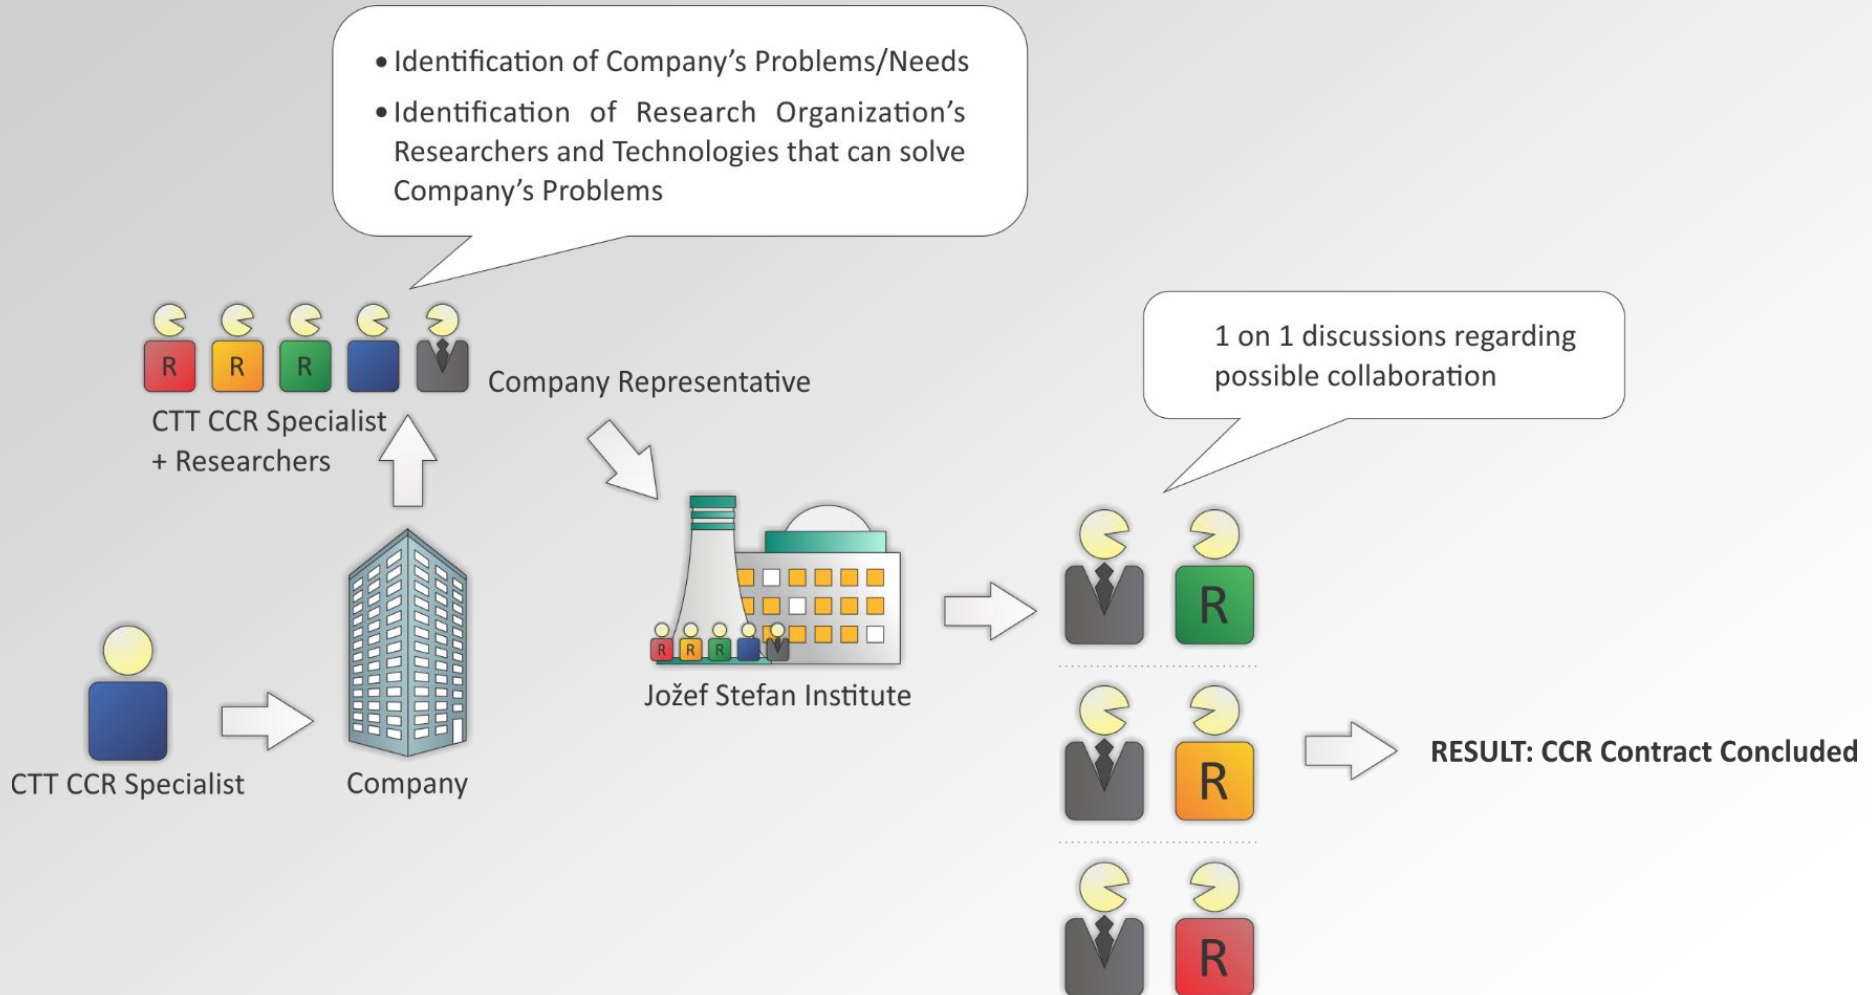 • Identification of Company’s Problems/Needs
• Identification of Research Organization’s
Researchers and Technologies that can solve
Company’s Problems
1 on 1 discussions regarding
possible collaboration
R R R
Company Representative
CTT CCR Specialist
+ Researchers
R
R R R
Jožef Stefan Institute
R
RESULT: CCR Contract Concluded
CTT CCR Specialist
Company
R